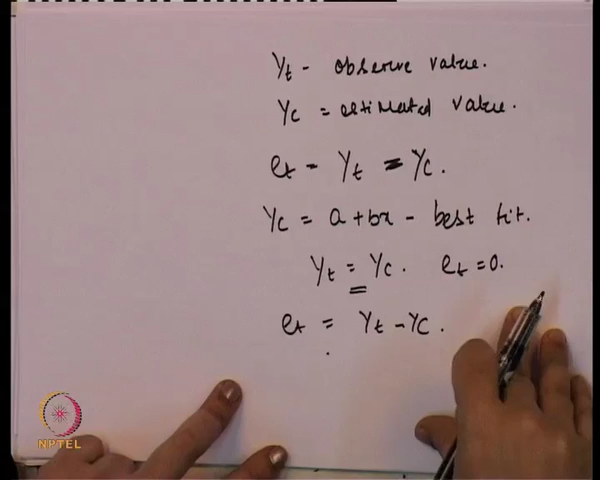 Yt - observe value.
Yc = estimated value.
et - Yt = Yc.
Yc = a + bx - best fit.
Yt = Yc. et = 0.
et = Yt - Yc.
NPTEL